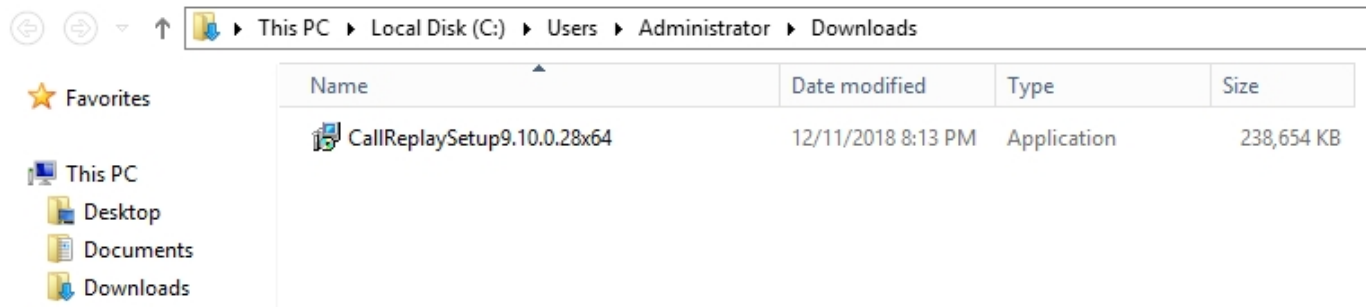 This PC Local Disk (C:) Users Administrator Downloads
Favorites
This PC
Desktop
Documents
Downloads
Name Date modified Type Size
CallReplaySetup9.10.0.28x64 12/11/2018 8:13 PM Application 238,654 KB